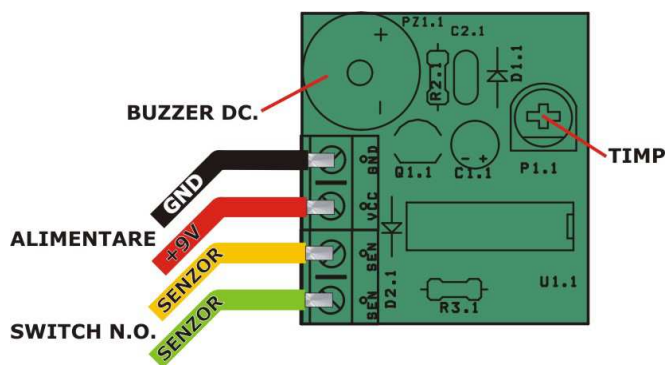 PZ1.1
C2.1
+
R2.1
D1.1
BUZZER DC.
-
TIMP
GND
GND
Q1.1
- +
C1.1
P1.1
ALIMENTARE
+9V
VCC
SENZOR
SEN
D2.1
U1.1
SWITCH N.O.
SENZOR
SEN
R3.1